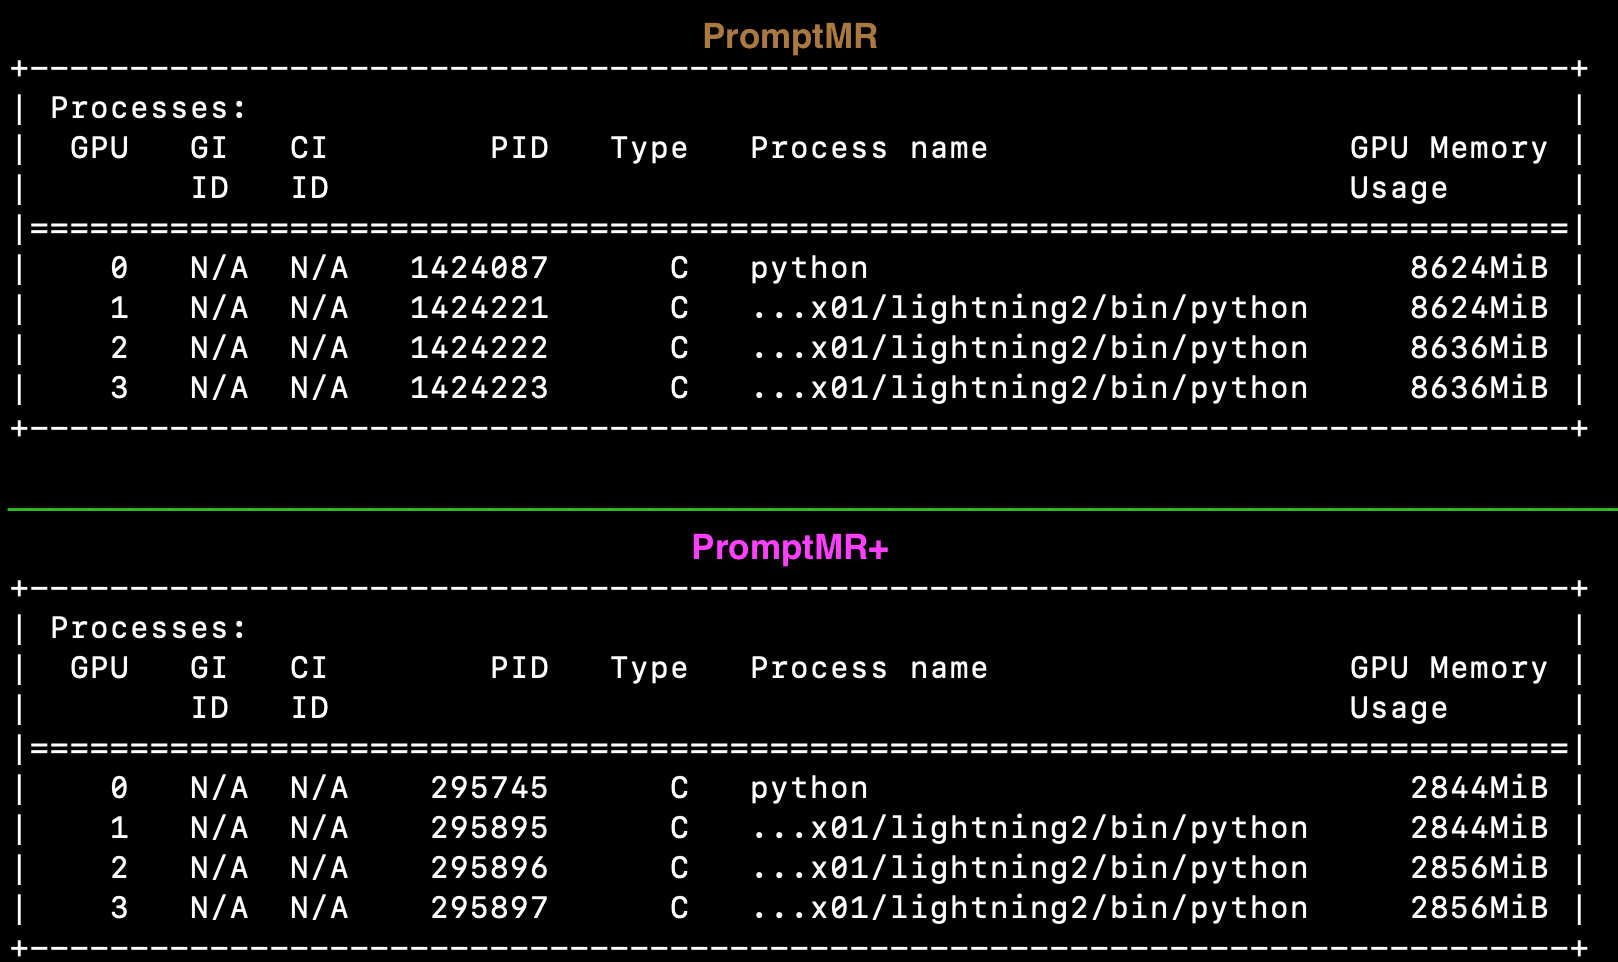 PromptMR
+-----------------------------------------------------------------------------+
| Processes:                                                                  |
|  GPU   GI   CI        PID   Type   Process name                  GPU Memory |
|        ID   ID                                                   Usage      |
|=============================================================================|
|    0   N/A  N/A   1424087      C   python                           8624MiB |
|    1   N/A  N/A   1424221      C   ...x01/lightning2/bin/python     8624MiB |
|    2   N/A  N/A   1424222      C   ...x01/lightning2/bin/python     8636MiB |
|    3   N/A  N/A   1424223      C   ...x01/lightning2/bin/python     8636MiB |
+-----------------------------------------------------------------------------+
PromptMR+
+-----------------------------------------------------------------------------+
| Processes:                                                                  |
|  GPU   GI   CI        PID   Type   Process name                  GPU Memory |
|        ID   ID                                                   Usage      |
|=============================================================================|
|    0   N/A  N/A    295745      C   python                           2844MiB |
|    1   N/A  N/A    295895      C   ...x01/lightning2/bin/python     2844MiB |
|    2   N/A  N/A    295896      C   ...x01/lightning2/bin/python     2856MiB |
|    3   N/A  N/A    295897      C   ...x01/lightning2/bin/python     2856MiB |
+-----------------------------------------------------------------------------+